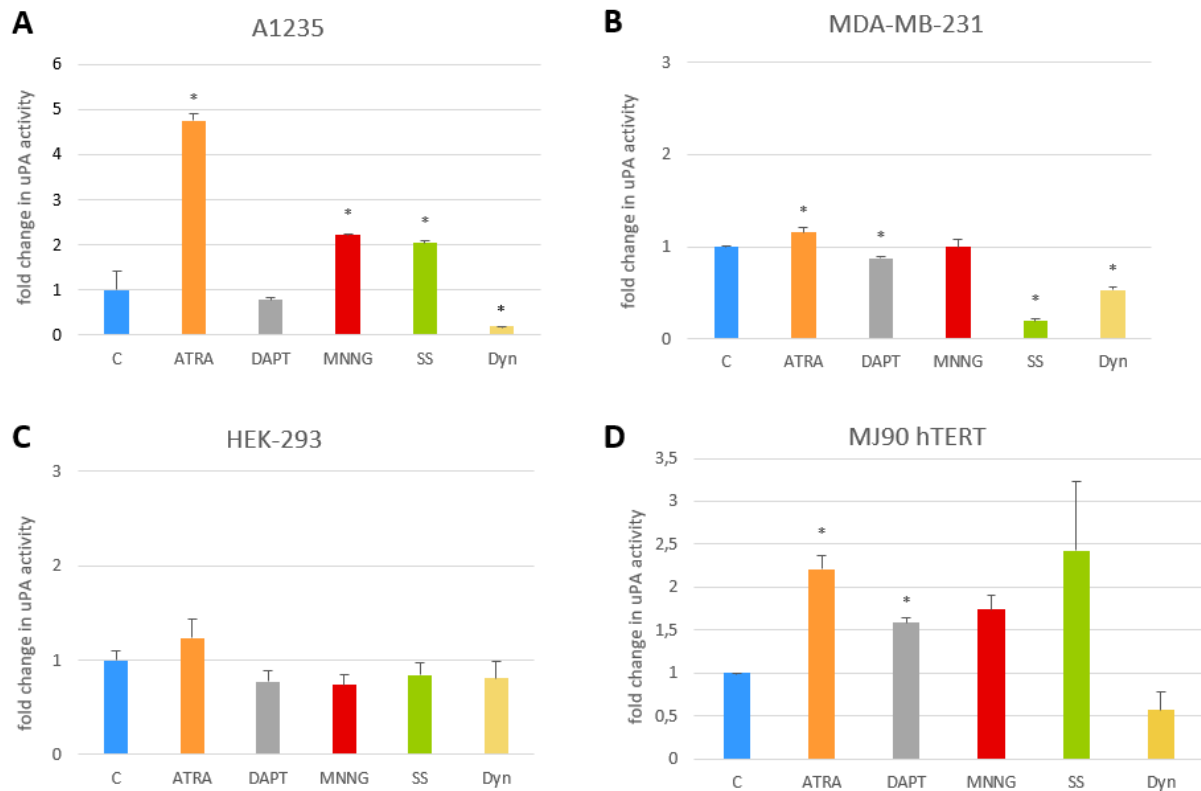 A
A1235
fold change in uPA activity
6
5
4
3
2
1
0
*
*
*
*
C ATRA DAPT MNNG SS Dyn
B
MDA-MB-231
fold change in uPA activity
3
2
1
0
*
*
*
*
C ATRA DAPT MNNG SS Dyn
C
HEK-293
fold change in uPA activity
3
2
1
0
C ATRA DAPT MNNG SS Dyn
D
MJ90 hTERT
fold change in uPA activity
3,5
3
2,5
2
1,5
1
0,5
0
*
*
C ATRA DAPT MNNG SS Dyn